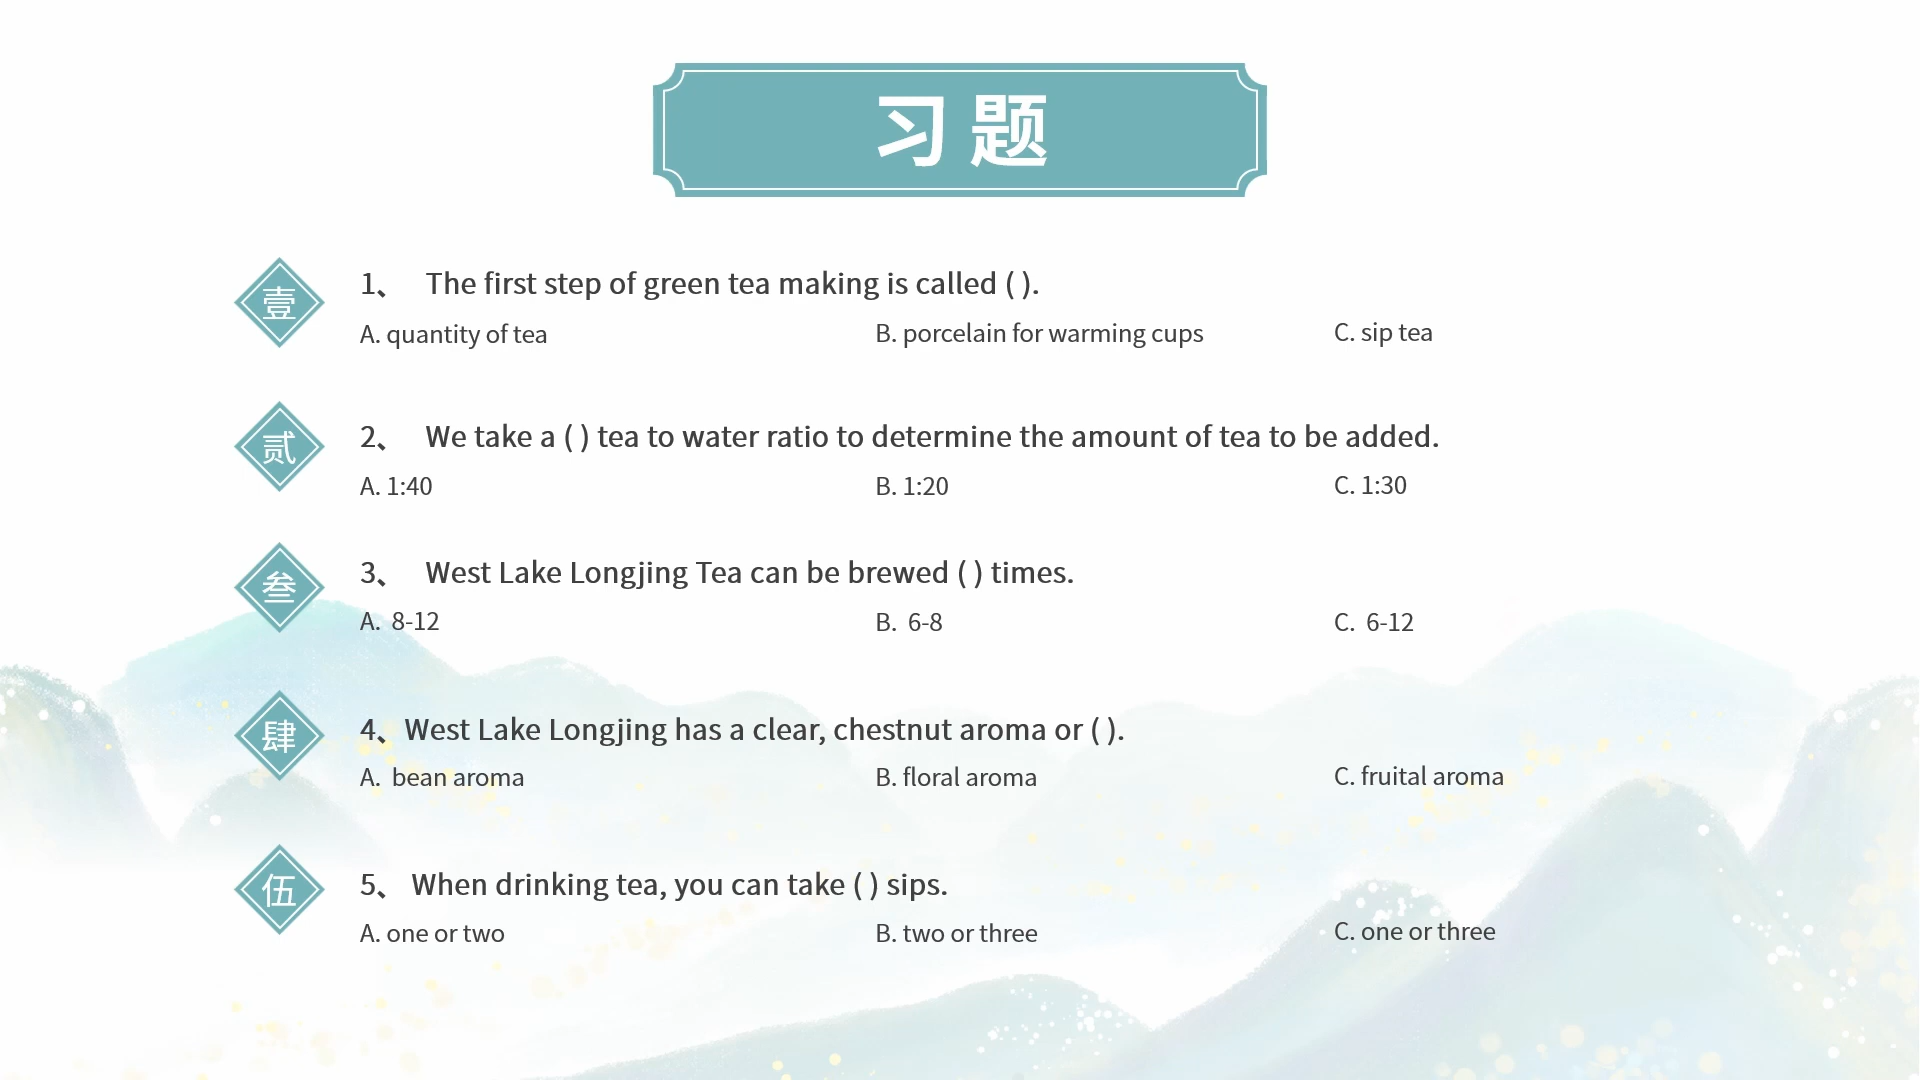 习题
壹
1、 The first step of green tea making is called ( ).
A. quantity of tea B. porcelain for warming cups C. sip tea
贰
2、 We take a ( ) tea to water ratio to determine the amount of tea to be added.
A. 1:40 B. 1:20 C. 1:30
叁
3、 West Lake Longjing Tea can be brewed ( ) times.
A. 8-12 B. 6-8 C. 6-12
肆
4、West Lake Longjing has a clear, chestnut aroma or ( ).
A. bean aroma B. floral aroma C. fruital aroma
伍
5、 When drinking tea, you can take ( ) sips.
A. one or two B. two or three C. one or three